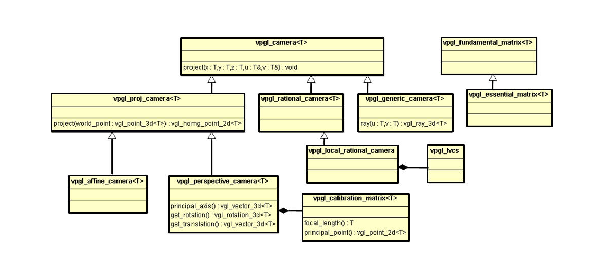 vpgl_camera<T>
project(x : T,y : T,z : T,u : T&,v : T&) : void
vpgl_fundamental_matrix<T>
vpgl_proj_camera<T>
project(world_point : vgl_point_3d<T>) : vgl_homg_point_2d<T>
vpgl_rational_camera<T>
vpgl_generic_camera<T>
ray(u : T,v : T) : vgl_ray_3d<T>
vpgl_essential_matrix<T>
vpgl_local_rational_camera
vpgl_lvcs
vpgl_affine_camera<T>
vpgl_perspective_camera<T>
principal_axis() : vgl_vector_3d<T>
get_rotation() : vgl_rotation_3d<T>
get_translation() : vgl_vector_3d<T>
vpgl_calibration_matrix<T>
focal_length() : T
principal_point() : vgl_point_2d<T>